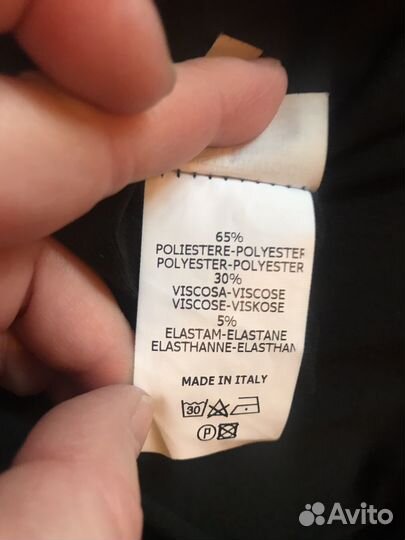 65%
POLIESTERE-POLYESTER
POLYESTER-POLYESTER
30%
VISCOSA-VISCOSE
VISCOSE-VISKOSE
5%
ELASTAM-ELASTANE
ELASTHANNE-ELASTHAN
MADE IN ITALY
30
P
Avito